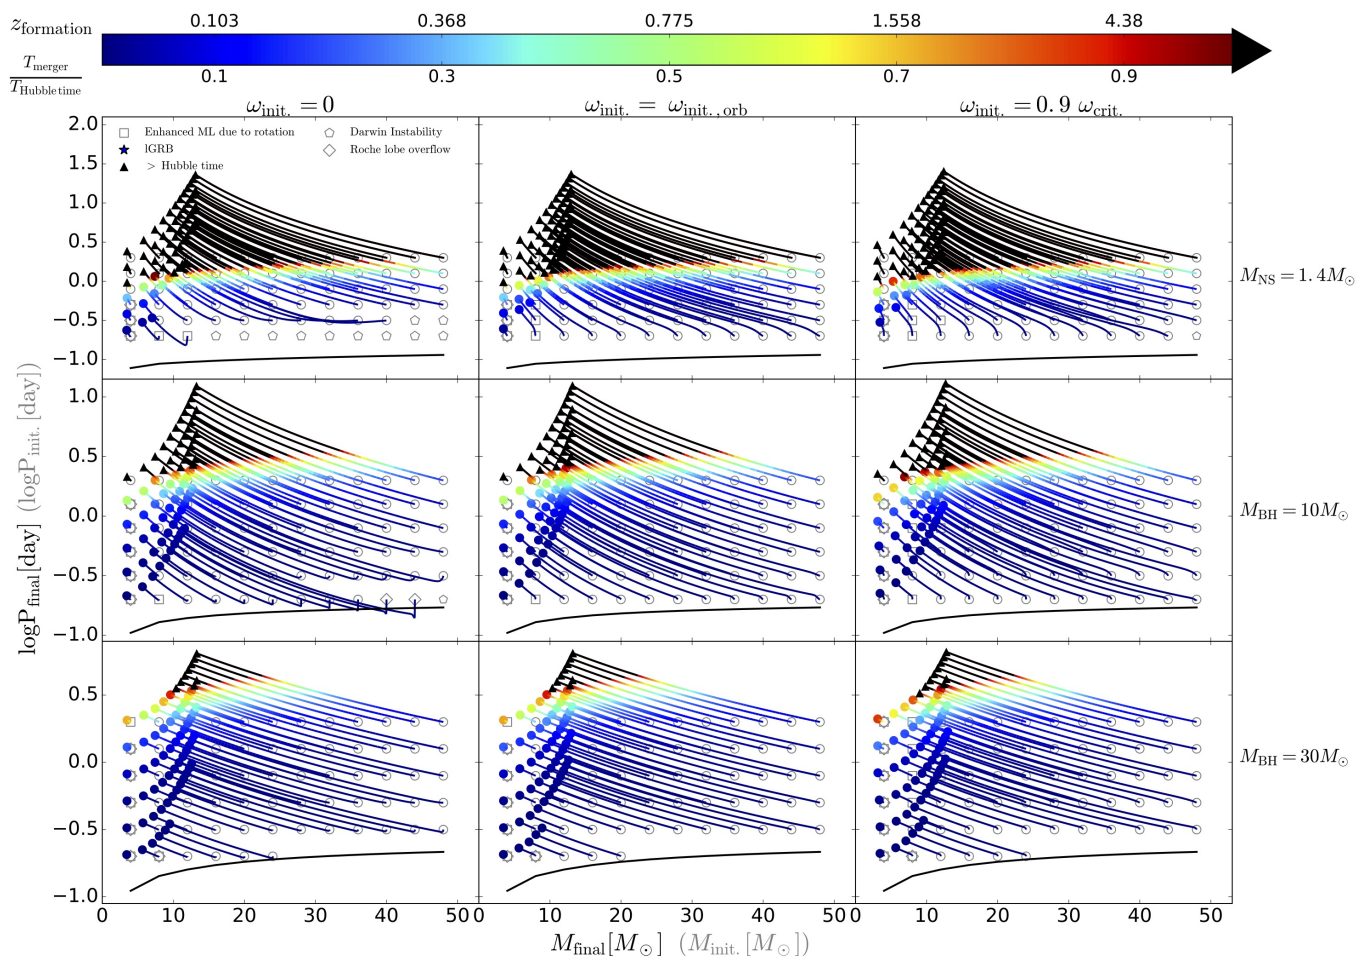 z_formation 0.103 0.368 0.775 1.558 4.38
T_merger / T_Hubble time 0.1 0.3 0.5 0.7 0.9
ω_init. = 0 ω_init. = ω_init.,orb ω_init. = 0.9 ω_crit.
2.0
Enhanced ML due to rotation Darwin Instability
lGRB Roche lobe overflow
> Hubble time
1.5
1.0
0.5
0.0 M_NS = 1.4M_⊙
−0.5
−1.0
1.0
0.5
0.0 M_BH = 10M_⊙
−0.5
−1.0
0.5
0.0 M_BH = 30M_⊙
−0.5
−1.0
logP_final[day] (logP_init.[day])
0 10 20 30 40 50 0 10 20 30 40 50 0 10 20 30 40 50
M_final[M_⊙] (M_init.[M_⊙])